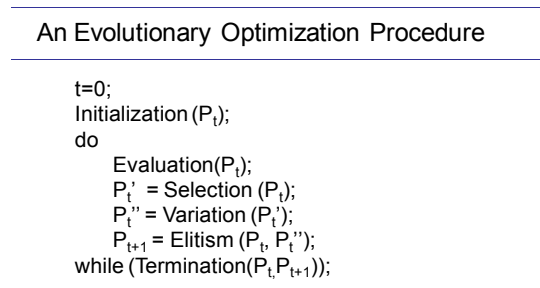 An Evolutionary Optimization Procedure
t=0;
Initialization (Pₜ);
do
Evaluation(Pₜ);
Pₜ’ = Selection (Pₜ);
Pₜ’’ = Variation (Pₜ’);
Pₜ₊₁ = Elitism (Pₜ, Pₜ’’);
while (Termination(Pₜ,Pₜ₊₁));